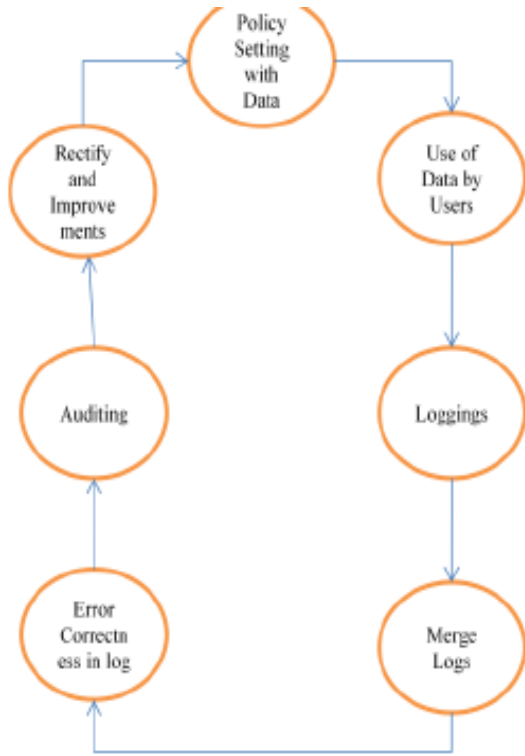 Policy
Setting
with
Data
Use of
Data by
Users
Loggings
Merge
Logs
Error
Correctn
ess in log
Auditing
Rectify
and
Improve
ments